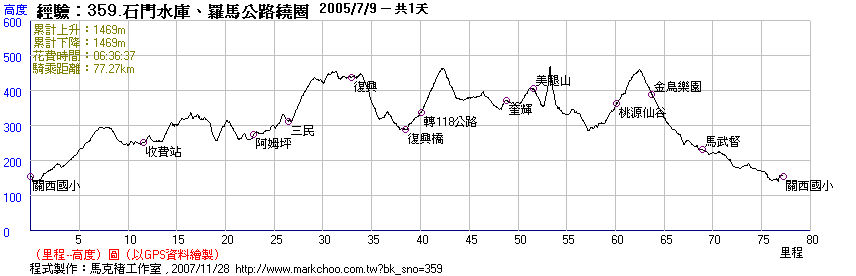 經驗：359.石門水庫、羅馬公路繞圈 2005/7/9 －共1天
高度
600
累計上升：1469m
累計下降：1469m
花費時間：06:36:37
騎乘距離：77.27km
500
400
300
200
100
0
關西國小
收費站
阿姆坪
三民
復興
復興橋
轉118公路
奎輝
美腿山
桃源仙谷
金鳥樂園
馬武督
關西國小
5 10 15 20 25 30 35 40 45 50 55 60 65 70 75 80
里程
（里程--高度）圖（以GPS資料繪製）
程式製作：馬克褚工作室 , 2007/11/28 http://www.markchoo.com.tw?bk_sno=359